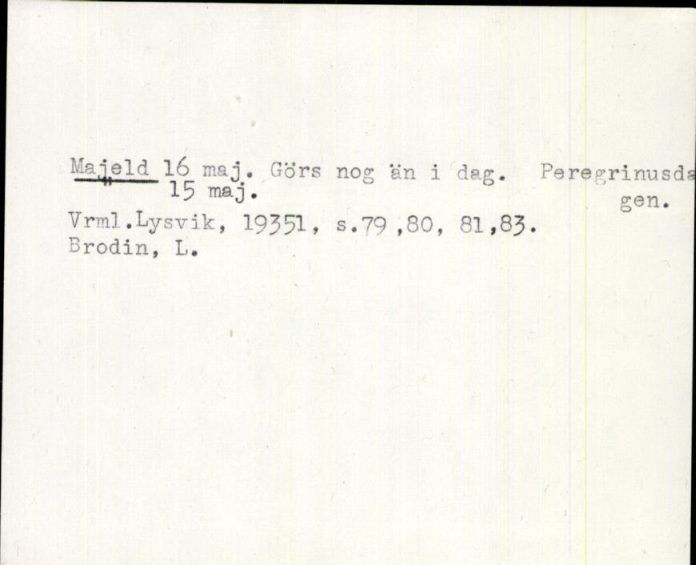 Majeld 16 maj. Görs nog än i dag. Peregrinusda
" 15 maj. gen.
Vrml.Lysvik, 19351, s.79 ,80, 81,83.
Brodin, L.